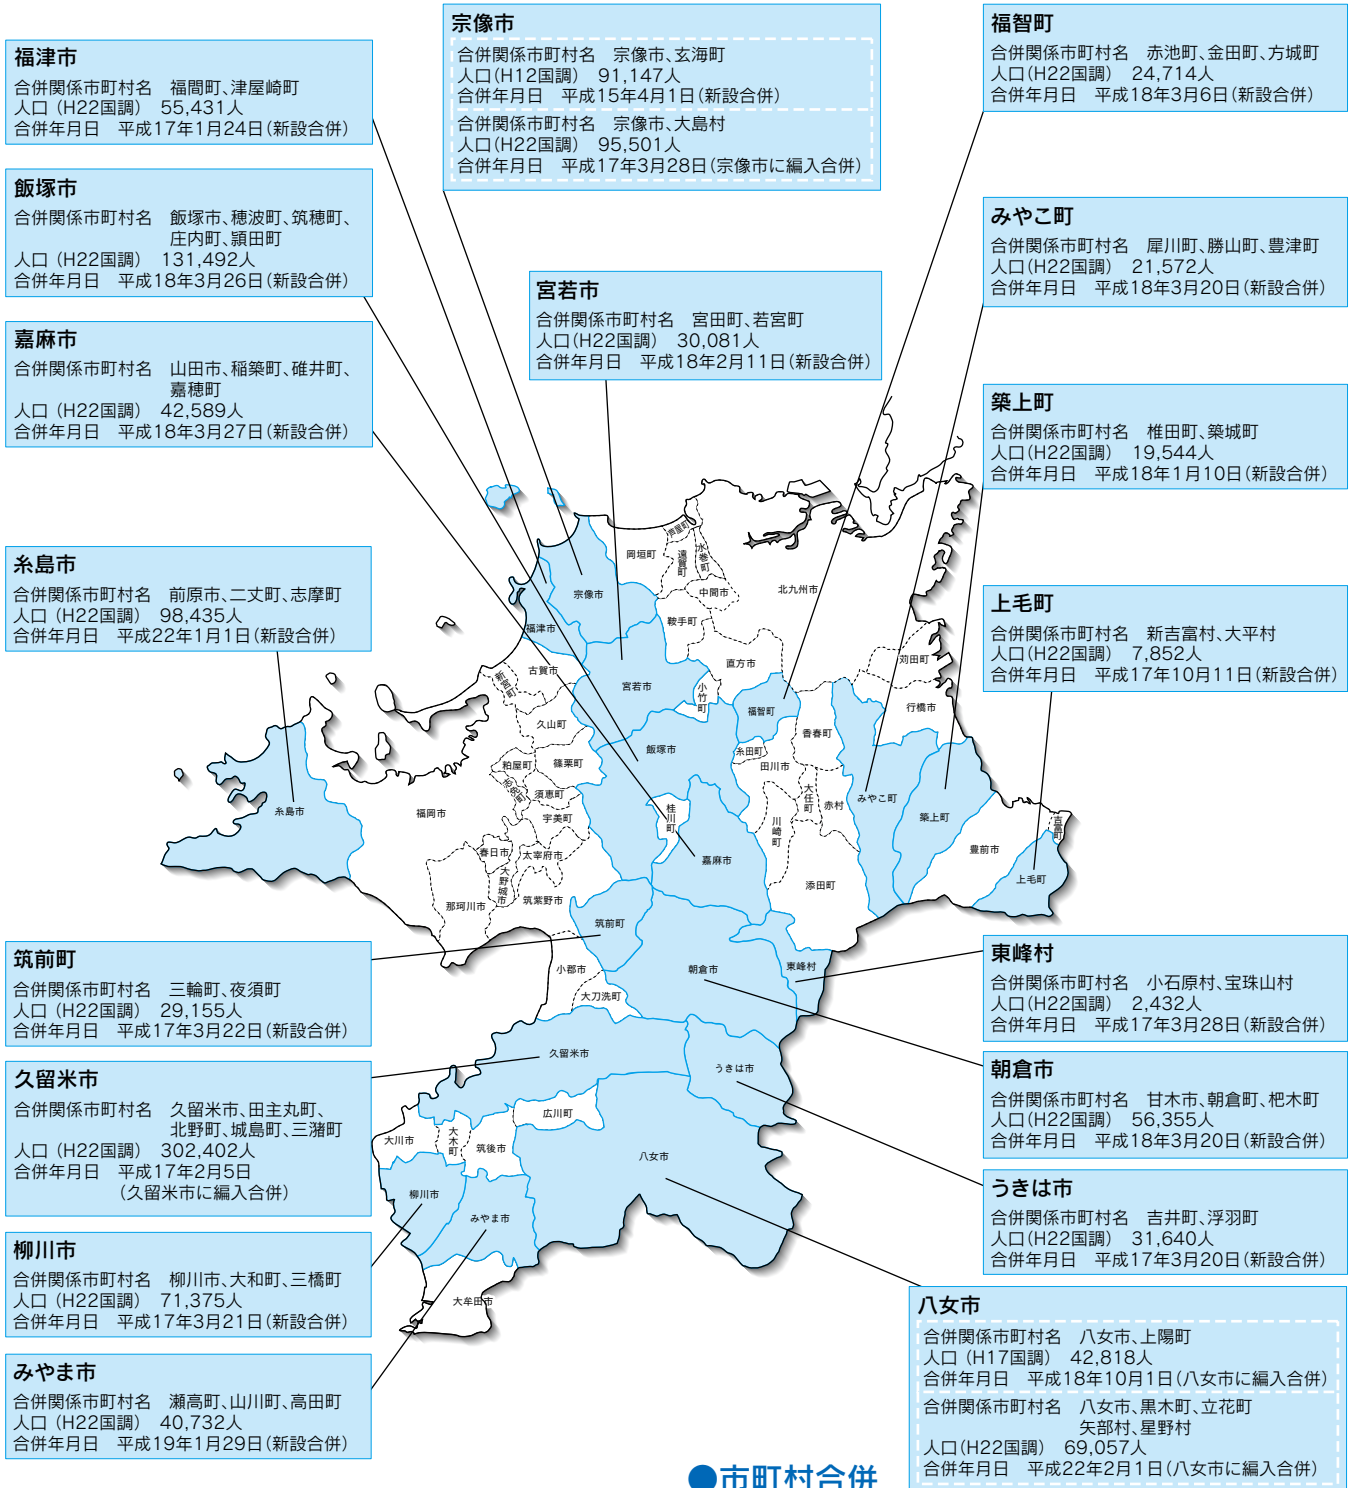 宗像市
合併関係市町村名　宗像市、玄海町
人口(H12国調)　91,147人
合併年月日　平成15年4月1日(新設合併)
合併関係市町村名　宗像市、大島村
人口(H22国調)　95,501人
合併年月日　平成17年3月28日(宗像市に編入合併)
福智町
合併関係市町村名　赤池町、金田町、方城町
人口(H22国調)　24,714人
合併年月日　平成18年3月6日(新設合併)
福津市
合併関係市町村名　福間町、津屋崎町
人口 (H22国調)　55,431人
合併年月日　平成17年1月24日(新設合併)
飯塚市
合併関係市町村名　飯塚市、穂波町、筑穂町、
庄内町、頴田町
人口 (H22国調)　131,492人
合併年月日　平成18年3月26日(新設合併)
みやこ町
合併関係市町村名　犀川町、勝山町、豊津町
人口(H22国調)　21,572人
合併年月日　平成18年3月20日(新設合併)
宮若市
合併関係市町村名　宮田町、若宮町
人口(H22国調)　30,081人
合併年月日　平成18年2月11日(新設合併)
嘉麻市
合併関係市町村名　山田市、稲築町、碓井町、
嘉穂町
人口 (H22国調)　42,589人
合併年月日　平成18年3月27日(新設合併)
築上町
合併関係市町村名　椎田町、築城町
人口(H22国調)　19,544人
合併年月日　平成18年1月10日(新設合併)
糸島市
合併関係市町村名　前原市、二丈町、志摩町
人口 (H22国調)　98,435人
合併年月日　平成22年1月1日(新設合併)
上毛町
合併関係市町村名　新吉富村、大平村
人口(H22国調)　7,852人
合併年月日　平成17年10月11日(新設合併)
芦屋町
岡垣町
遠賀町
水巻町
中間市
北九州市
宗像市
福津市
鞍手町
苅田町
直方市
古賀市
新宮町
宮若市
小竹町
福智町
行橋市
久山町
香春町
飯塚市
糸田町
田川市
粕屋町
篠栗町
志免町
須恵町
宇美町
大任町
赤村
みやこ町
糸島市
福岡市
桂川町
川崎町
築上町
吉富町
豊前市
春日市
太宰府市
嘉麻市
上毛町
大野城市
添田町
那珂川市
筑紫野市
筑前町
小郡市
朝倉市
東峰村
大刀洗町
久留米市
うきは市
広川町
大川市
大木町
筑後市
八女市
柳川市
みやま市
大牟田市
筑前町
合併関係市町村名　三輪町、夜須町
人口 (H22国調)　29,155人
合併年月日　平成17年3月22日(新設合併)
東峰村
合併関係市町村名　小石原村、宝珠山村
人口(H22国調)　2,432人
合併年月日　平成17年3月28日(新設合併)
久留米市
合併関係市町村名　久留米市、田主丸町、
北野町、城島町、三潴町
人口 (H22国調)　302,402人
合併年月日　平成17年2月5日
(久留米市に編入合併)
朝倉市
合併関係市町村名　甘木市、朝倉町、杷木町
人口(H22国調)　56,355人
合併年月日　平成18年3月20日(新設合併)
うきは市
合併関係市町村名　吉井町、浮羽町
人口(H22国調)　31,640人
合併年月日　平成17年3月20日(新設合併)
柳川市
合併関係市町村名　柳川市、大和町、三橋町
人口 (H22国調)　71,375人
合併年月日　平成17年3月21日(新設合併)
みやま市
合併関係市町村名　瀬高町、山川町、高田町
人口 (H22国調)　40,732人
合併年月日　平成19年1月29日(新設合併)
八女市
合併関係市町村名　八女市、上陽町
人口 (H17国調)　42,818人
合併年月日　平成18年10月1日(八女市に編入合併)
合併関係市町村名　八女市、黒木町、立花町
矢部村、星野村
人口(H22国調)　69,057人
合併年月日　平成22年2月1日(八女市に編入合併)
●市町村合併